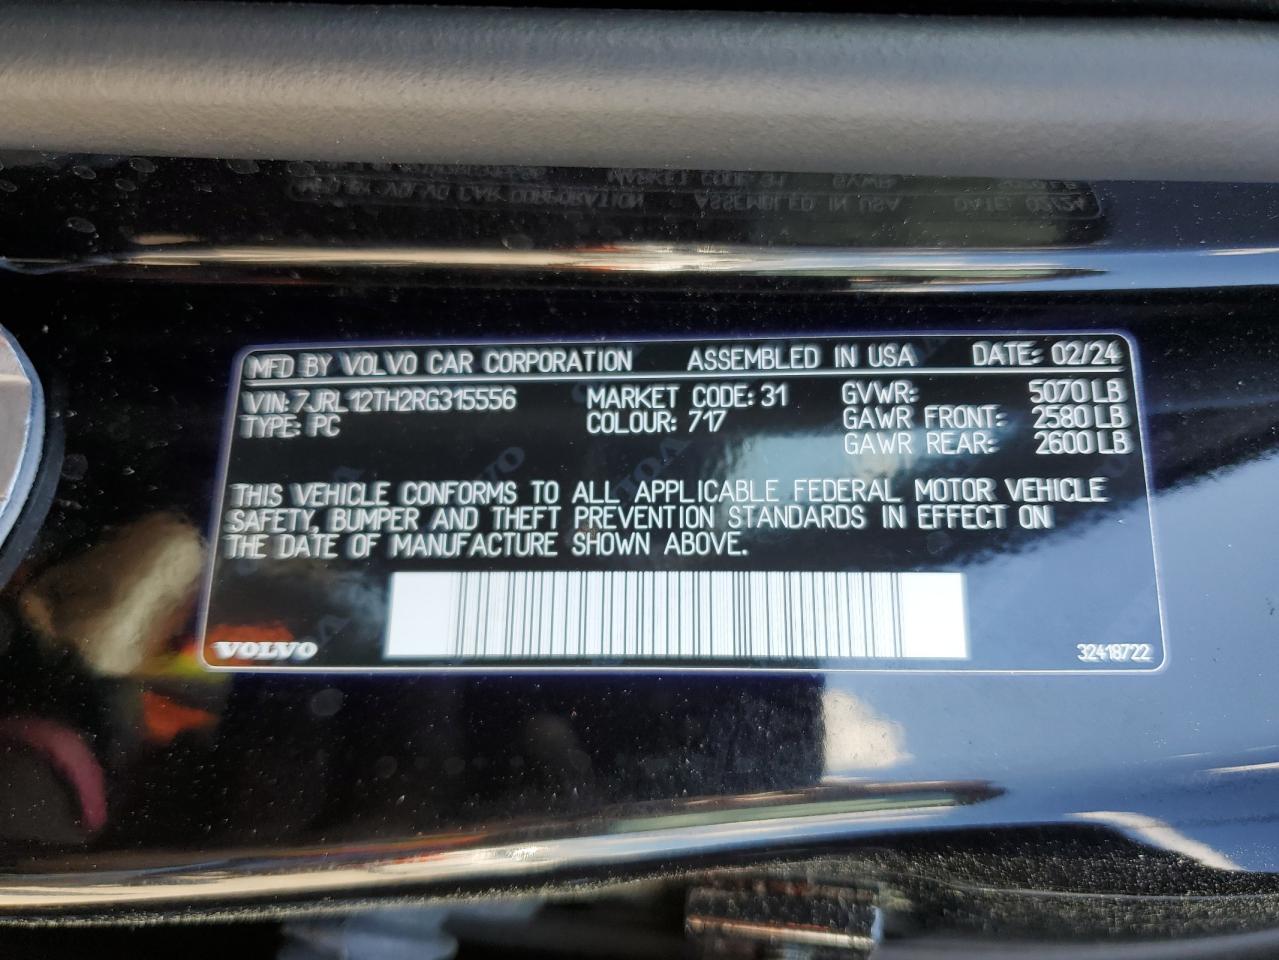 MFD BY VOLVO CAR CORPORATION ASSEMBLED IN USA DATE: 02/24
VIN: 7JRL12TH2RG315556 MARKET CODE: 31 GVWR: 5070 LB
TYPE: PC COLOUR: 717 GAWR FRONT: 2580 LB
GAWR REAR: 2600 LB
THIS VEHICLE CONFORMS TO ALL APPLICABLE FEDERAL MOTOR VEHICLE
SAFETY, BUMPER AND THEFT PREVENTION STANDARDS IN EFFECT ON
THE DATE OF MANUFACTURE SHOWN ABOVE.
VOLVO 32418722